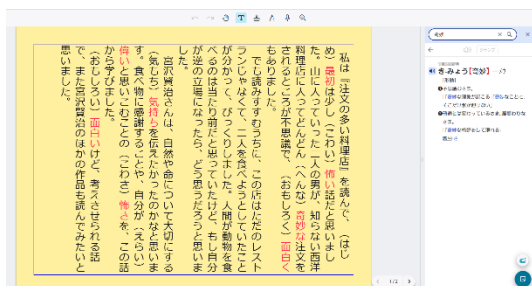 私は『注文の多い料理店』を読んで、（はじ
め）最初は少し（こわい）怖い話だと思いまし
た。山に入っていった二人の男が、知らない西洋
料理店に入ってどんどん（へんな）奇妙な注文を
されるところが不思議で、（おもしろく）面白く
もありました。
でも読みすすむうちに、この店はただのレスト
ランじゃなくて、二人を食べようとしていたこと
が分かって、びっくりしました。人間が動物を食
べるのは当たり前だと思っていたけど、もし自分
が逆の立場になったら、どう思うだろうと思いま
した。
宮沢賢治さんは、自然や命について大切にする
（気もち）気持ちを伝えたかったのかなと思いま
す。食べ物に感謝することや、自分が（えらい）
偉いと思いこむことの（こわさ）怖さを、この話
から学びました。
（おしろい）面白いけど、考えさせられる話
で、また宮沢賢治のほかの作品も読んでみたいと
思いました。
1/2
奇妙
き‐みょう【奇妙】